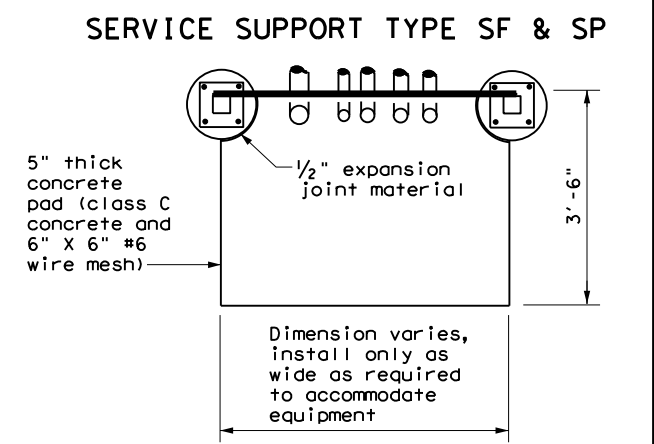 SERVICE SUPPORT TYPE SF & SP
5" thick
concrete
pad (class C
concrete and
6" X 6" #6
wire mesh)
1/2" expansion
joint material
3'-6"
Dimension varies,
install only as
wide as required
to accommodate
equipment